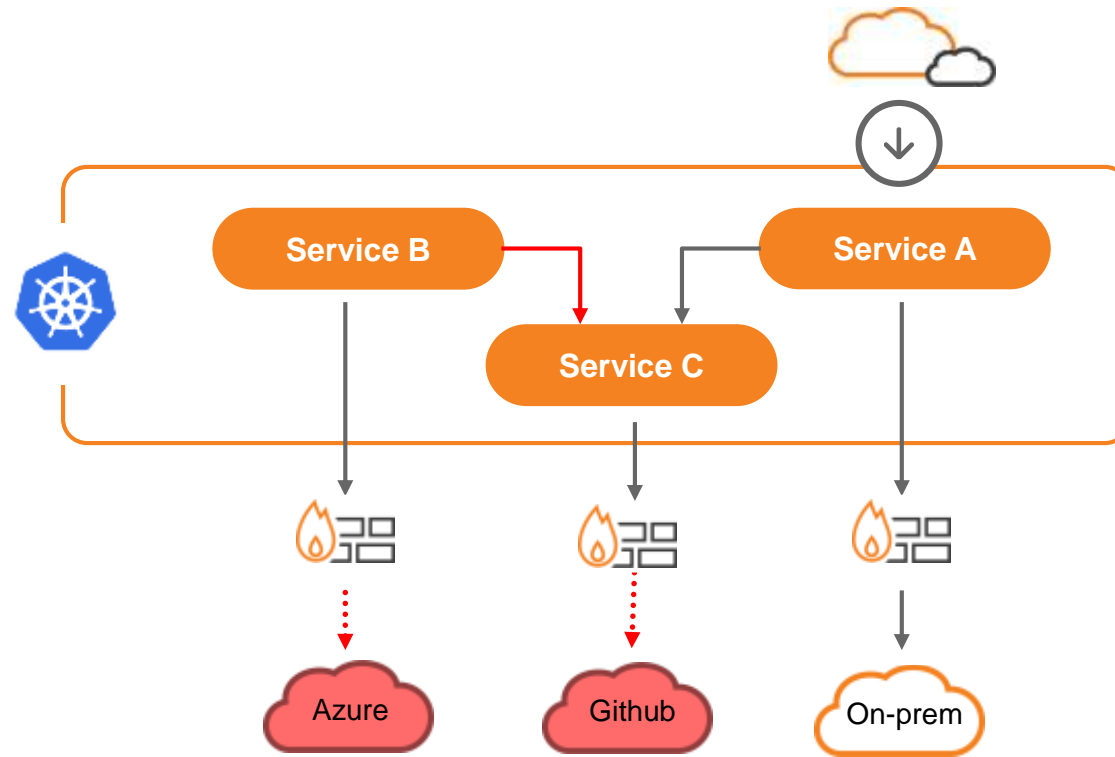 Service B
Service A
Service C
Azure
Github
On-prem